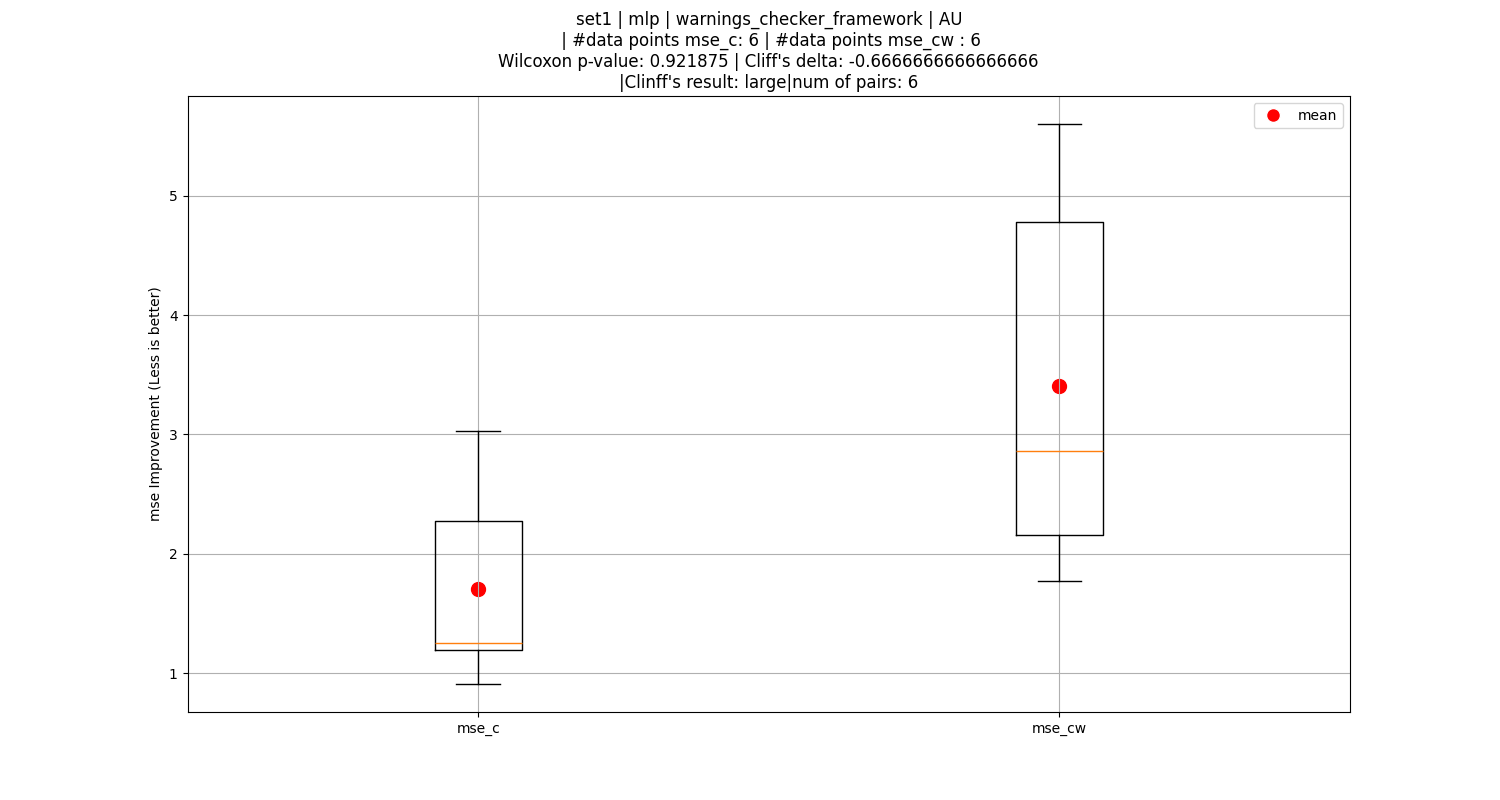 set1 | mlp | warnings_checker_framework | AU
| #data points mse_c: 6 | #data points mse_cw : 6
Wilcoxon p-value: 0.921875 | Cliff's delta: -0.6666666666666666
|Clinff's result: large|num of pairs: 6
mean
mse Improvement (Less is better)
5
4
3
2
1
mse_c
mse_cw